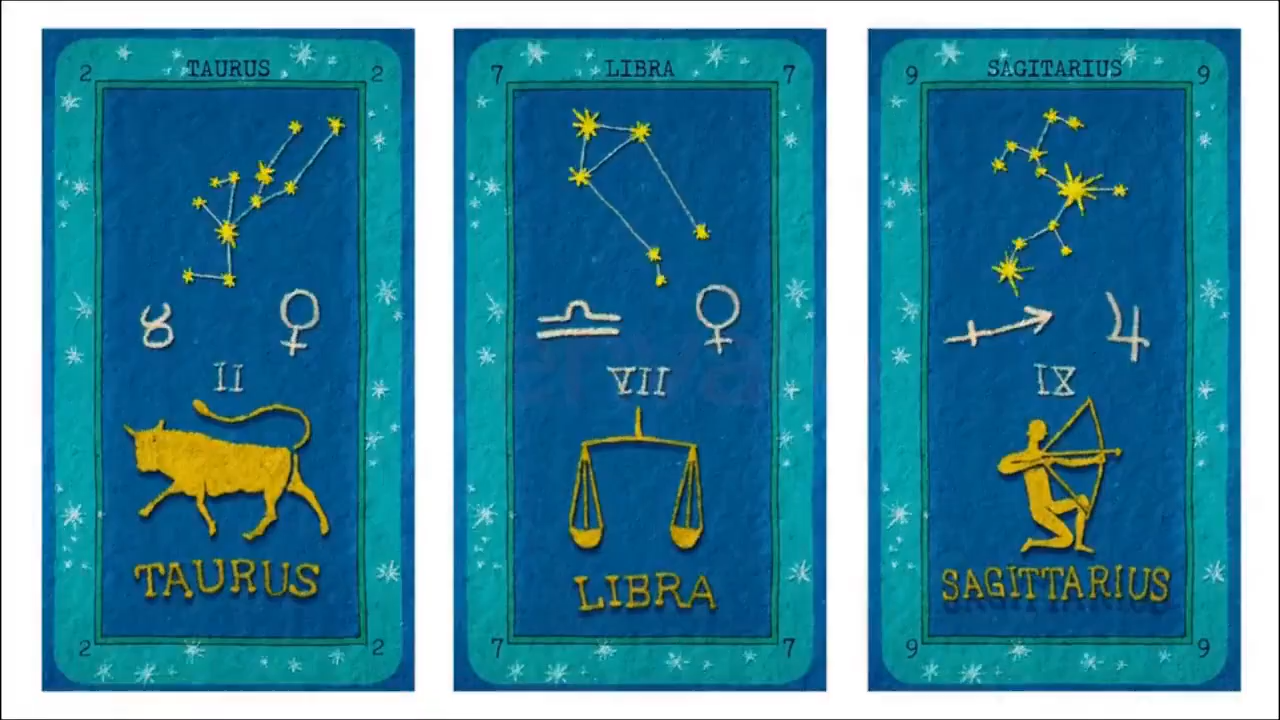 2 TAURUS 2
II
TAURUS
2 2
7 LIBRA 7
VII
LIBRA
7 7
9 SAGITARIUS 9
IX
SAGITTARIUS
9 9